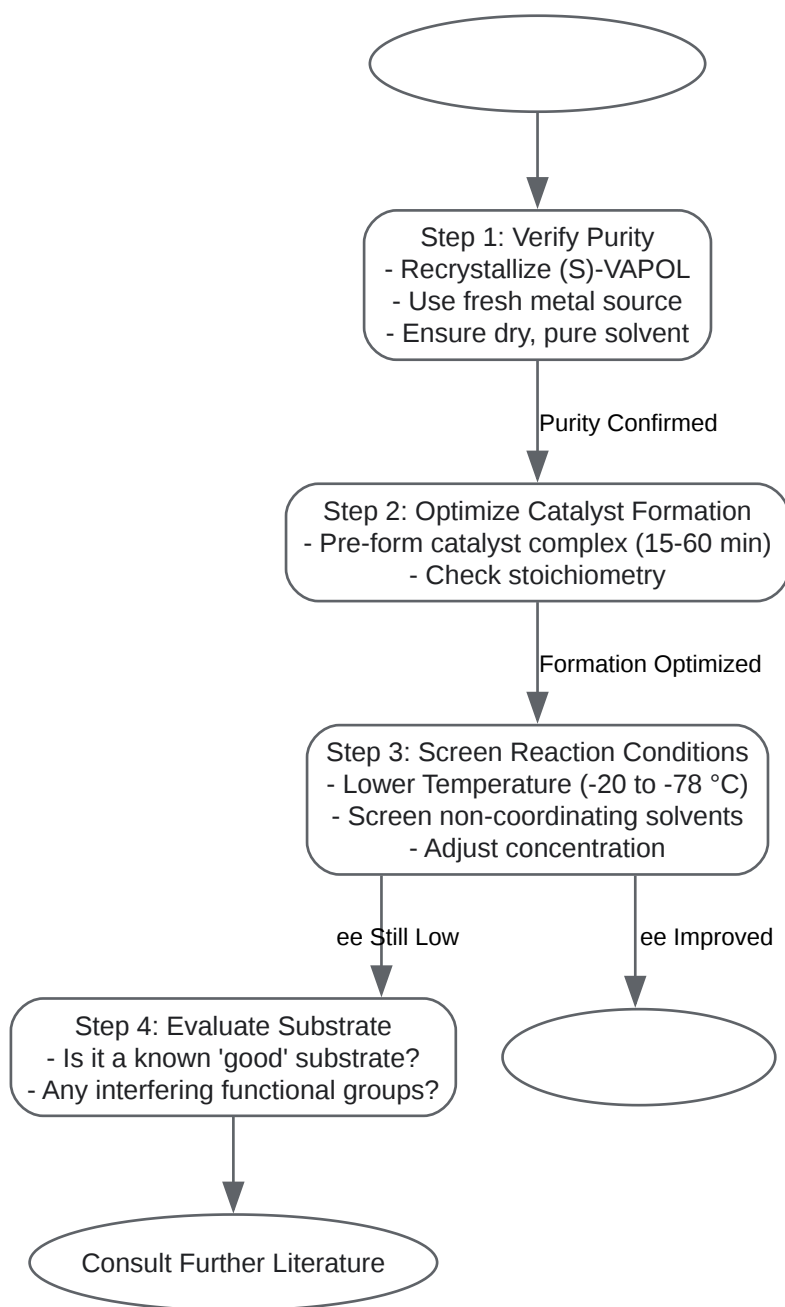 Step 1: Verify Purity
- Recrystallize (S)-VAPOL
- Use fresh metal source
- Ensure dry, pure solvent
Purity Confirmed
Step 2: Optimize Catalyst Formation
- Pre-form catalyst complex (15-60 min)
- Check stoichiometry
Formation Optimized
Step 3: Screen Reaction Conditions
- Lower Temperature (-20 to -78 °C)
- Screen non-coordinating solvents
- Adjust concentration
ee Still Low
ee Improved
Step 4: Evaluate Substrate
- Is it a known 'good' substrate?
- Any interfering functional groups?
Consult Further Literature